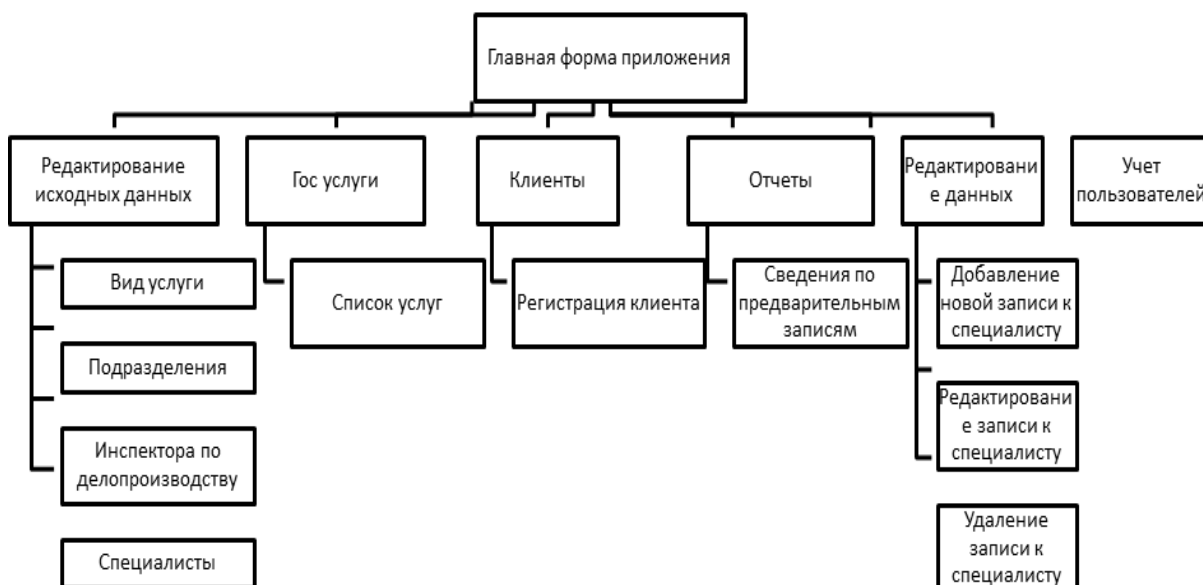 Главная форма приложения
Редактирование
исходных данных
Гос услуги
Клиенты
Отчеты
Редактировани
е данных
Учет
пользователей
Вид услуги
Подразделения
Инспектора по
делопроизводству
Специалисты
Список услуг
Регистрация клиента
Сведения по
предварительным
записям
Добавление
новой записи к
специалисту
Редактировани
е записи к
специалисту
Удаление
записи к
специалисту